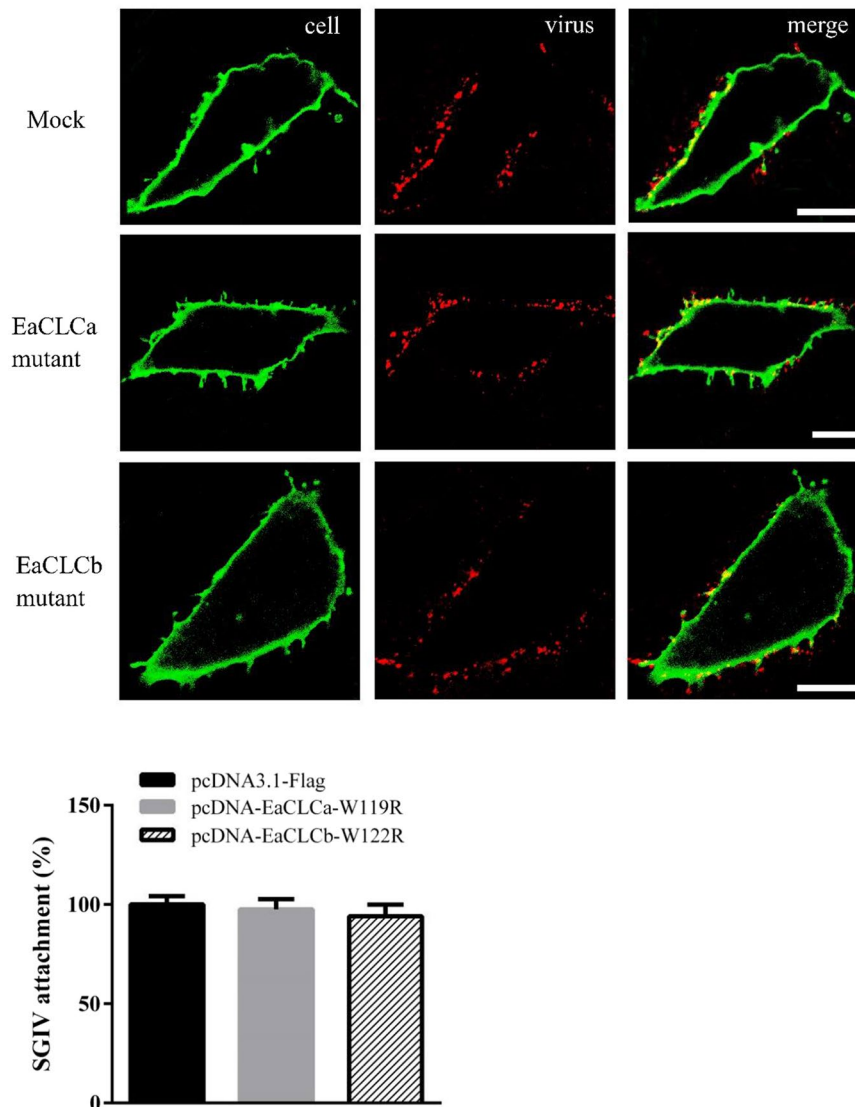 cell virus merge
Mock
EaCLCa
mutant
EaCLCb
mutant
pcDNA3.1-Flag
pcDNA-EaCLCa-W119R
pcDNA-EaCLCb-W122R
SGIV attachment (%)
150
100
50
0